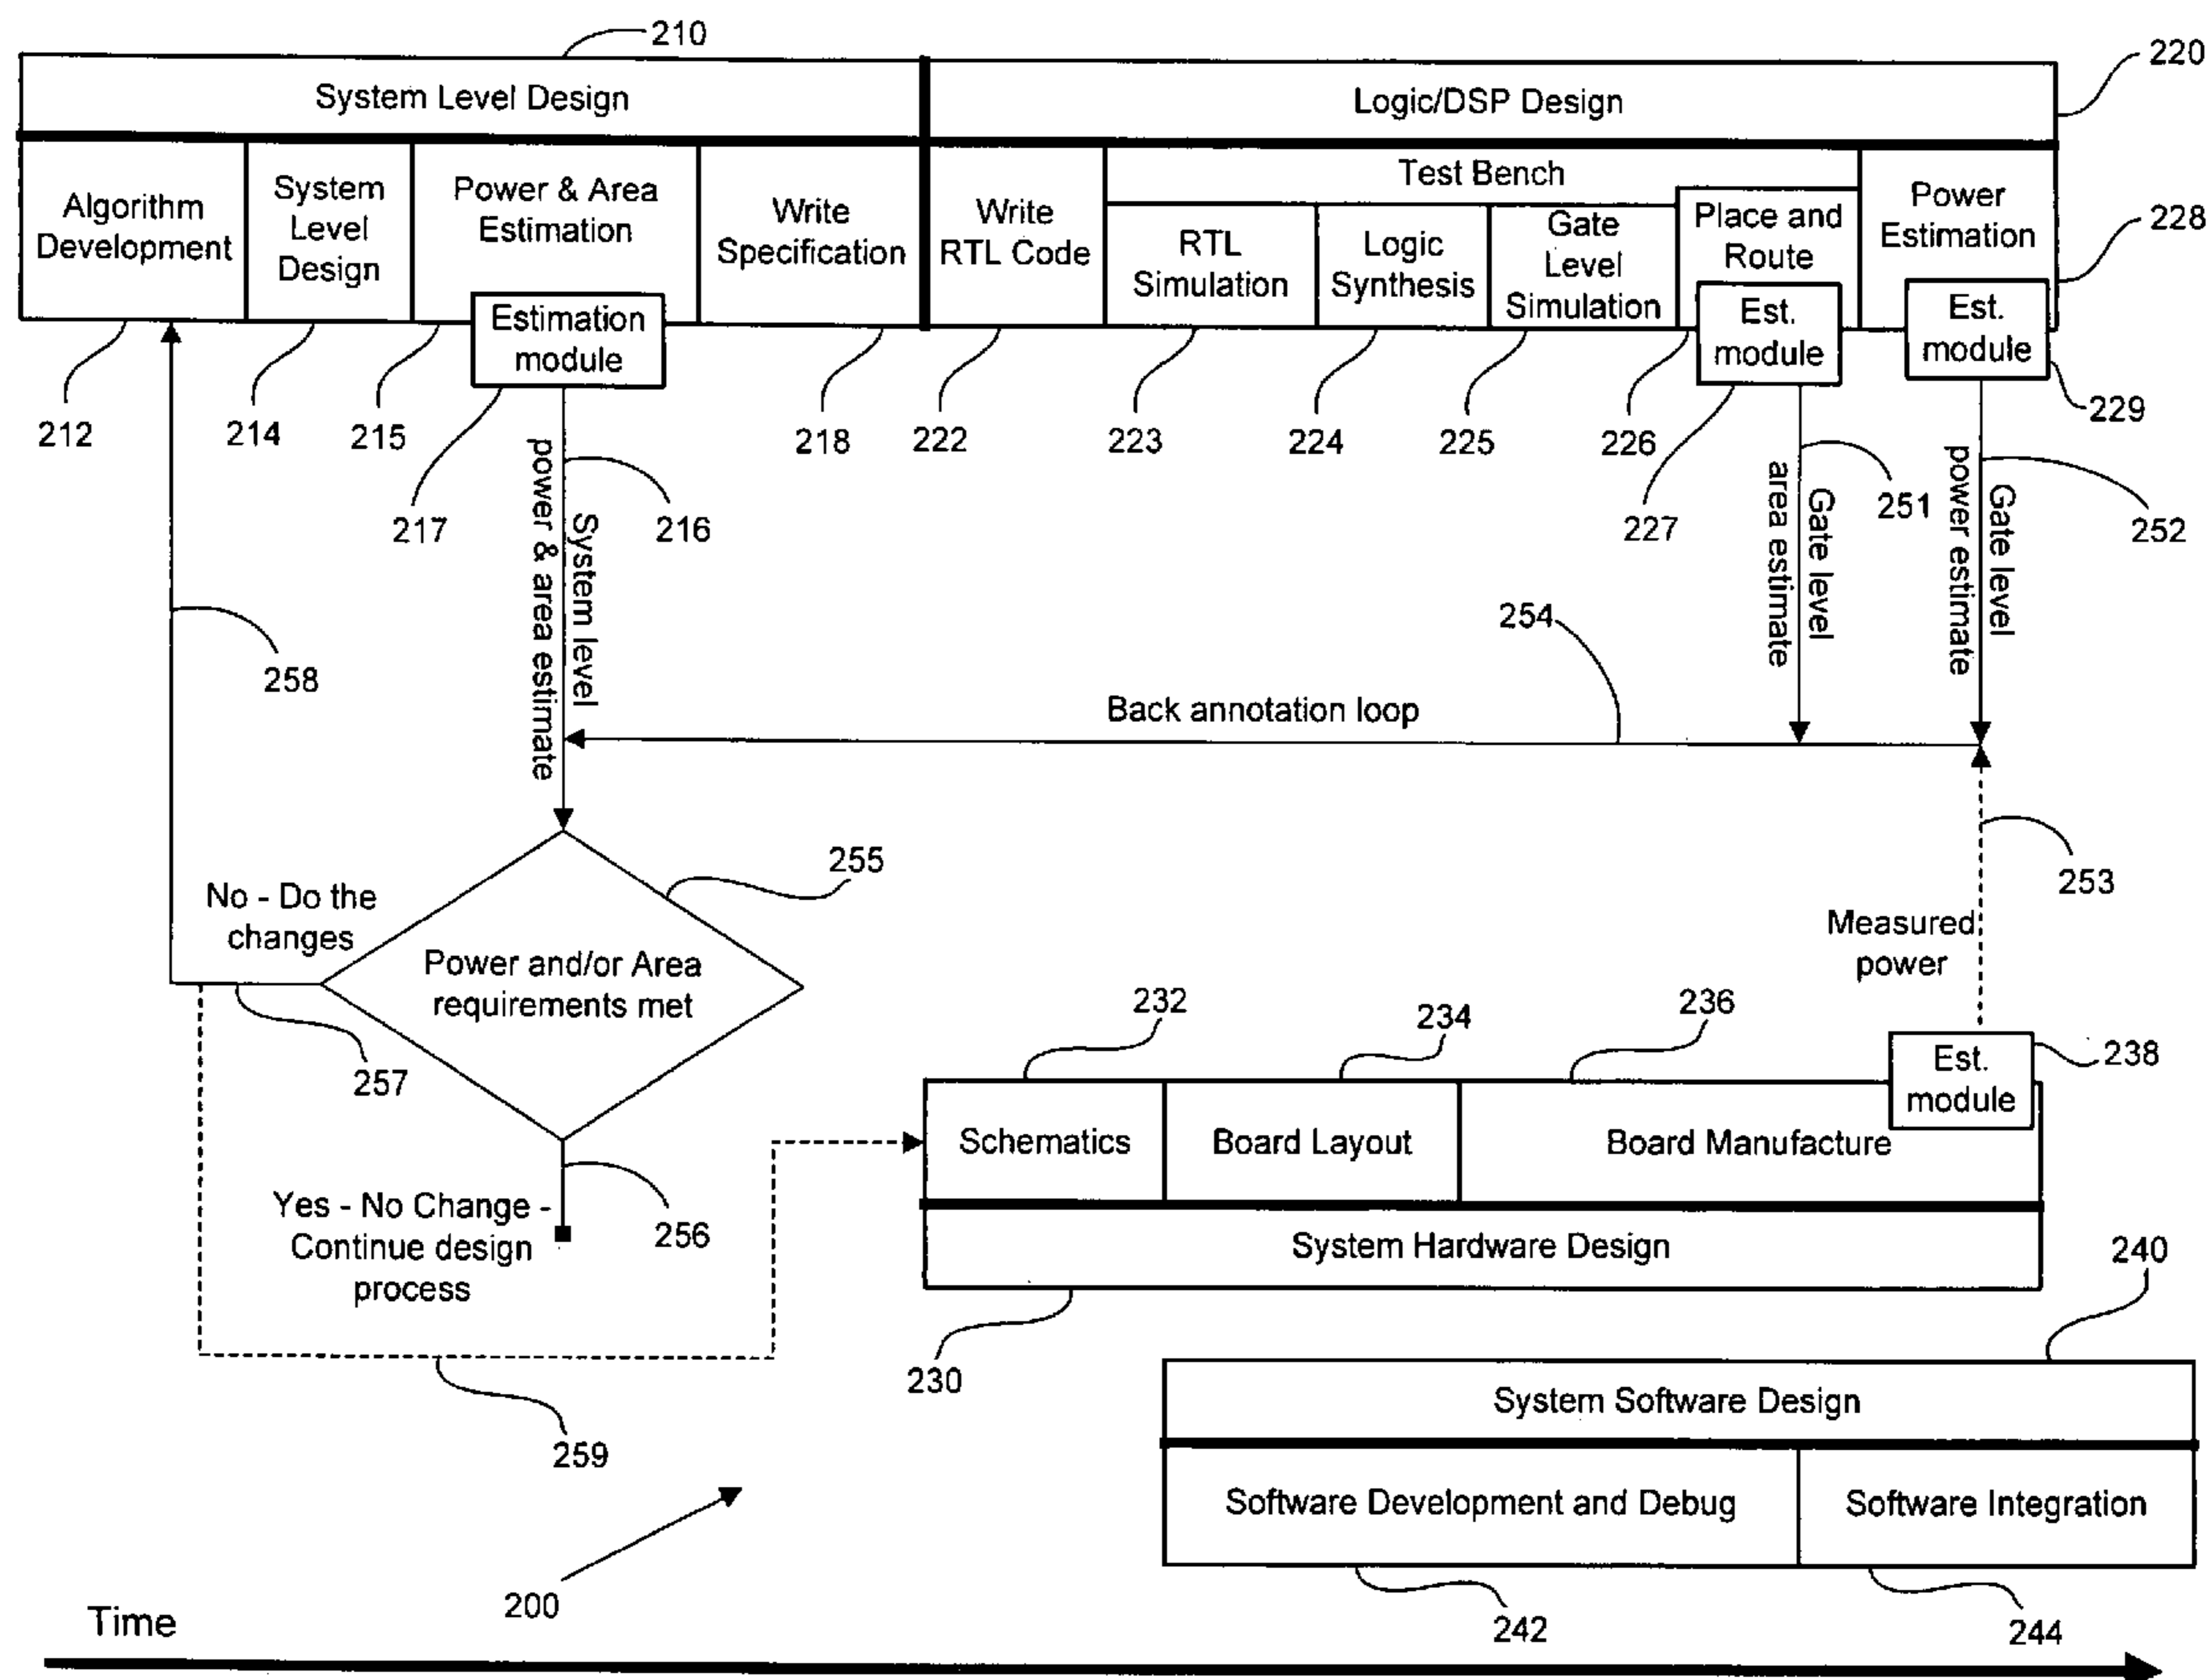 210
220
System Level Design
Logic/DSP Design
Algorithm
Development
System
Level
Design
Power & Area
Estimation
Estimation
module
Write
Specification
Write
RTL Code
Test Bench
RTL
Simulation
Logic
Synthesis
Gate
Level
Simulation
Place and
Route
Est.
module
Power
Estimation
Est.
module
228
229
212
214
215
217
216
218
222
223
224
225
226
227
251
252
System level
power & area estimate
Gate level
area estimate
Gate level
power estimate
258
254
Back annotation loop
255
253
No - Do the
changes
Power and/or Area
requirements met
257
Measured
power
232
234
236
238
Est.
module
Schematics
Board Layout
Board Manufacture
System Hardware Design
256
Yes - No Change -
Continue design
process
230
240
259
System Software Design
Software Development and Debug
Software Integration
200
242
244
Time